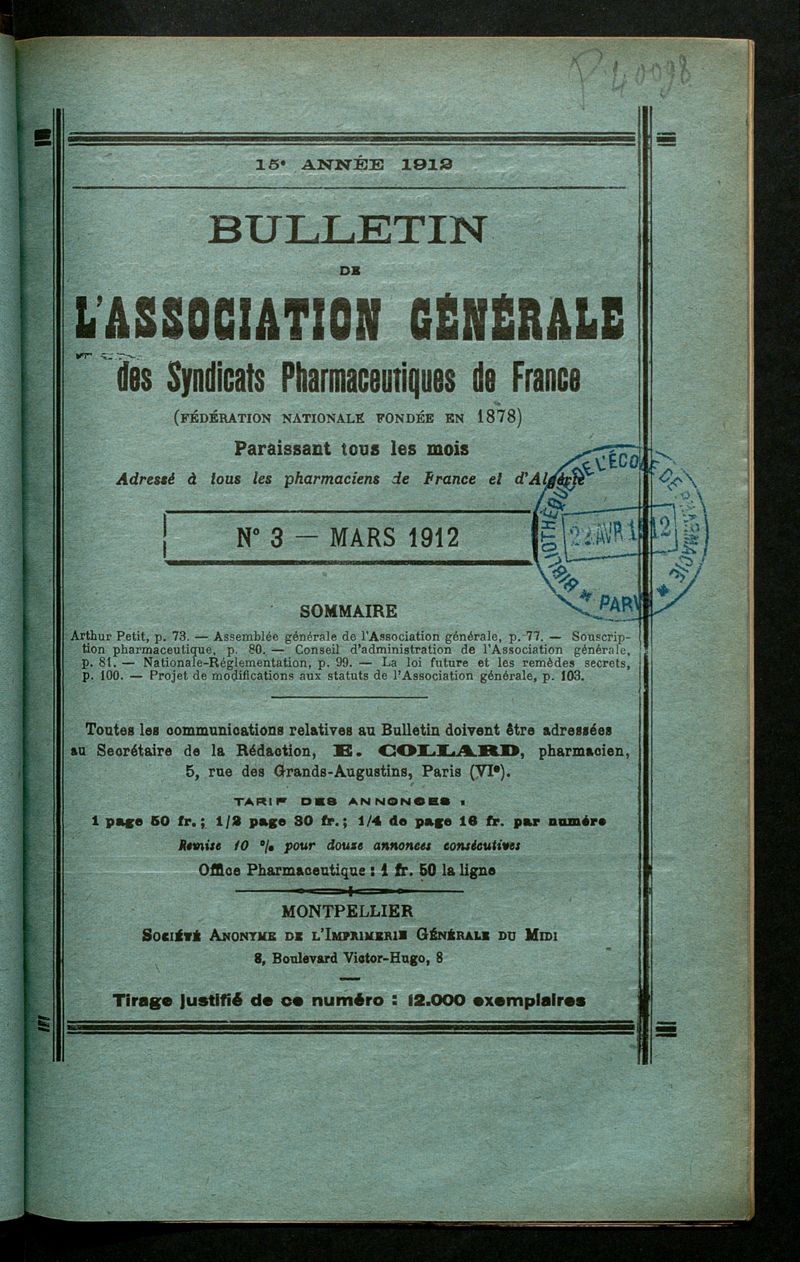 P 40098
15e ANNÉE 1912
BULLETIN
DE
L'ASSOCIATION GÉNÉRALE
des Syndicats Pharmaceutiques de France
(FÉDÉRATION NATIONALE FONDÉE EN 1878)
Paraissant tous les mois
Adressé à tous les pharmaciens de France et d'Algérie
BIBLIOTHÈQUE DE L'ÉCOLE DE PHARMACIE
22 AVR 1912
* PARIS *
N° 3 — MARS 1912
SOMMAIRE
Arthur Petit, p. 73. — Assemblée générale de l'Association générale, p. 77. — Souscrip-
tion pharmaceutique, p. 80. — Conseil d'administration de l'Association générale,
p. 81. — Nationale-Réglementation, p. 99. — La loi future et les remèdes secrets,
p. 100. — Projet de modifications aux statuts de l'Association générale, p. 103.
Toutes les communications relatives au Bulletin doivent être adressées
au Secrétaire de la Rédaction, E. COLLARD, pharmacien,
5, rue des Grands-Augustins, Paris (VIe).
TARIF DES ANNONCES :
1 page 50 fr.; 1/2 page 30 fr.; 1/4 de page 16 fr. par numéro
Remise 10 % pour douze annonces consécutives
Office Pharmaceutique : 1 fr. 50 la ligne
MONTPELLIER
SOCIÉTÉ ANONYME DE L'IMPRIMERIE GÉNÉRALE DU MIDI
8, Boulevard Victor-Hugo, 8
Tirage justifié de ce numéro : 12.000 exemplaires